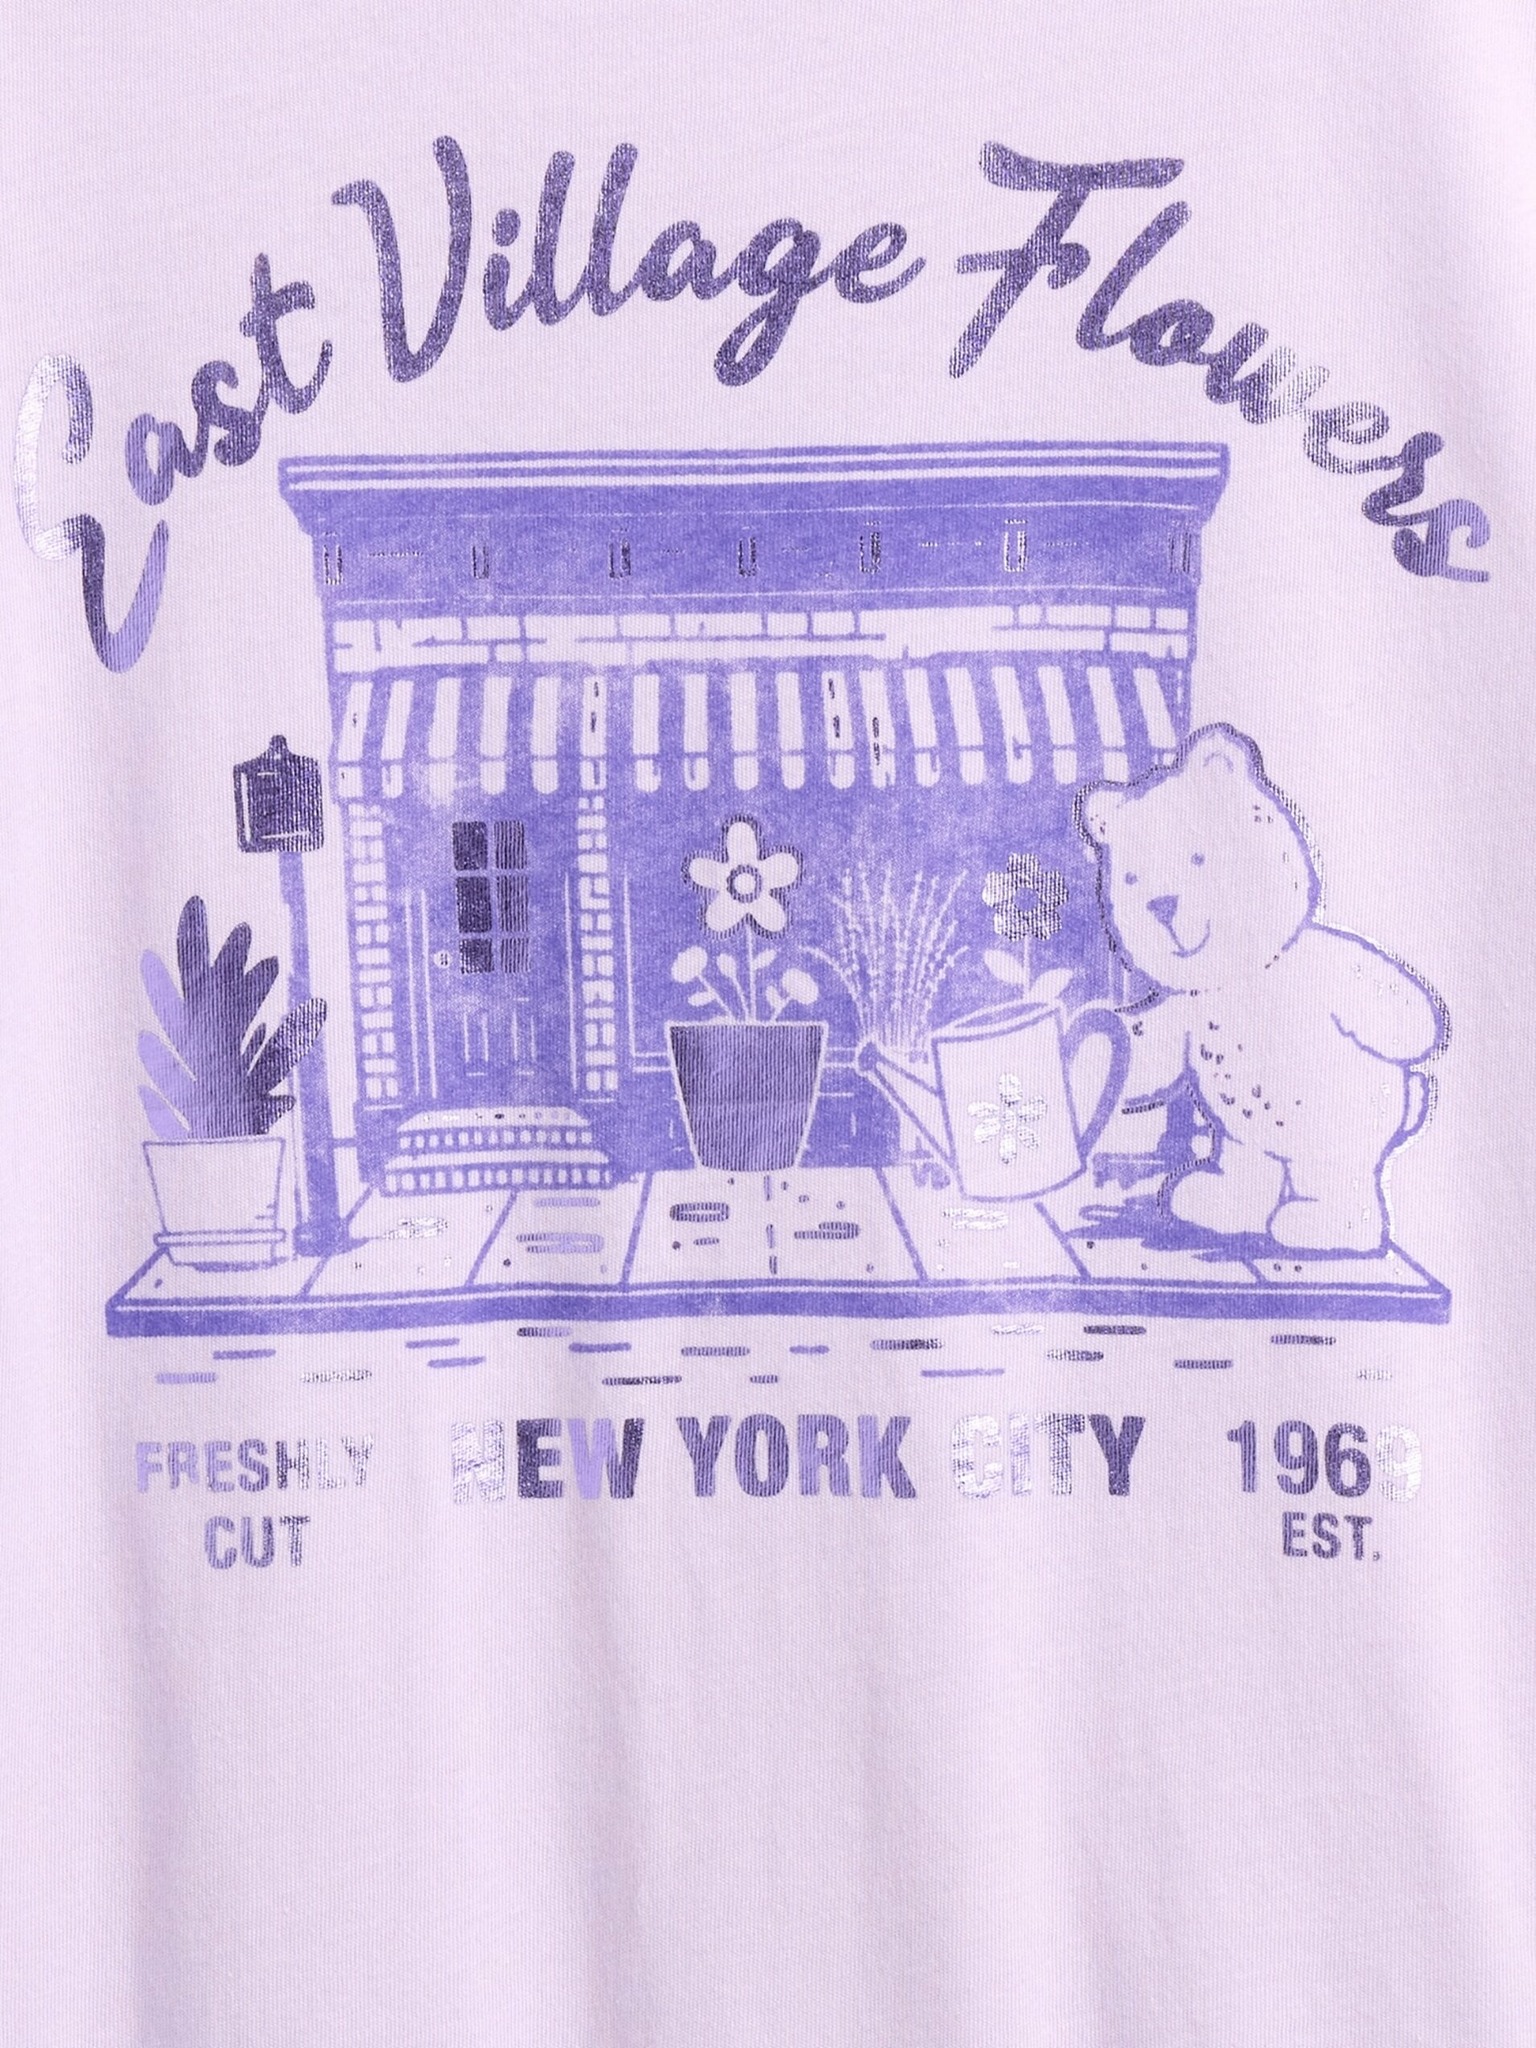 East Village Flowers
FRESHLY CUT
NEW YORK CITY
1969
EST.